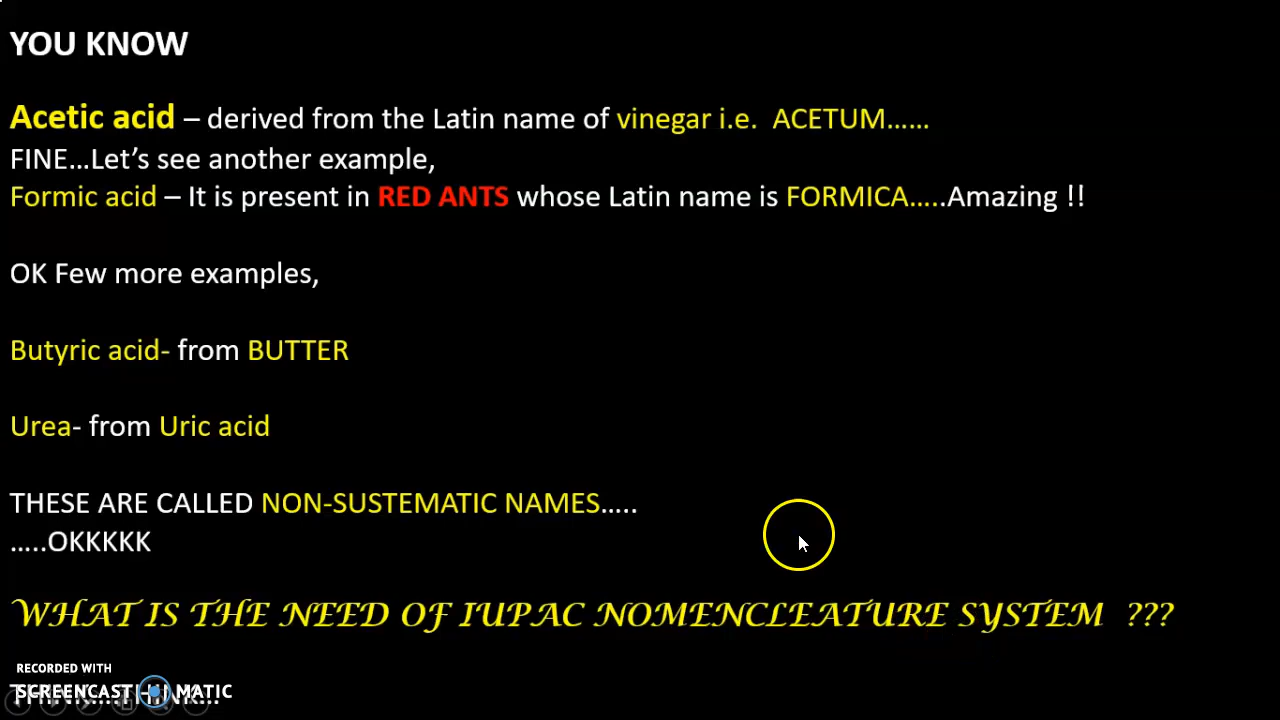 YOU KNOW
Acetic acid – derived from the Latin name of vinegar i.e. ACETUM……
FINE…Let’s see another example,
Formic acid – It is present in RED ANTS whose Latin name is FORMICA…..Amazing !!
OK Few more examples,
Butyric acid- from BUTTER
Urea- from Uric acid
THESE ARE CALLED NON-SUSTEMATIC NAMES…..
…..OKKKKK
WHAT IS THE NEED OF IUPAC NOMENCLEATURE SYSTEM ???
RECORDED WITH
SCREENCAST MATIC